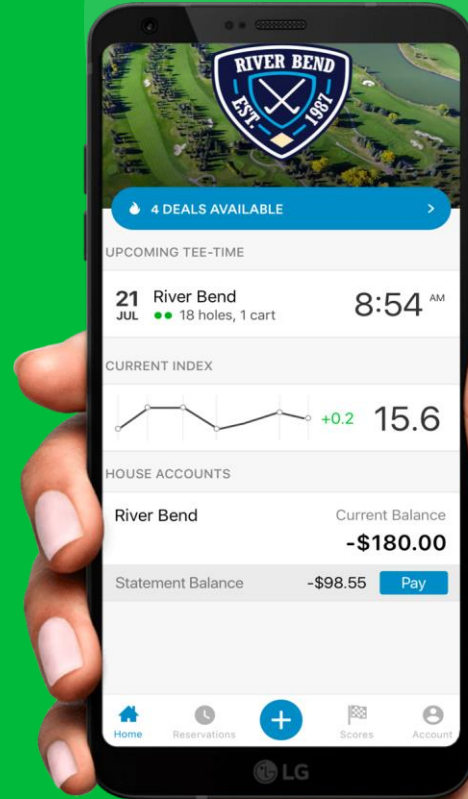 RIVER BEND
EST. 1987
4 DEALS AVAILABLE >
UPCOMING TEE-TIME
21 River Bend 8:54 AM
JUL 18 holes, 1 cart
CURRENT INDEX
+0.2 15.6
HOUSE ACCOUNTS
River Bend Current Balance
-$180.00
Statement Balance -$98.55 Pay
+
Home Reservations Scores Account
LG